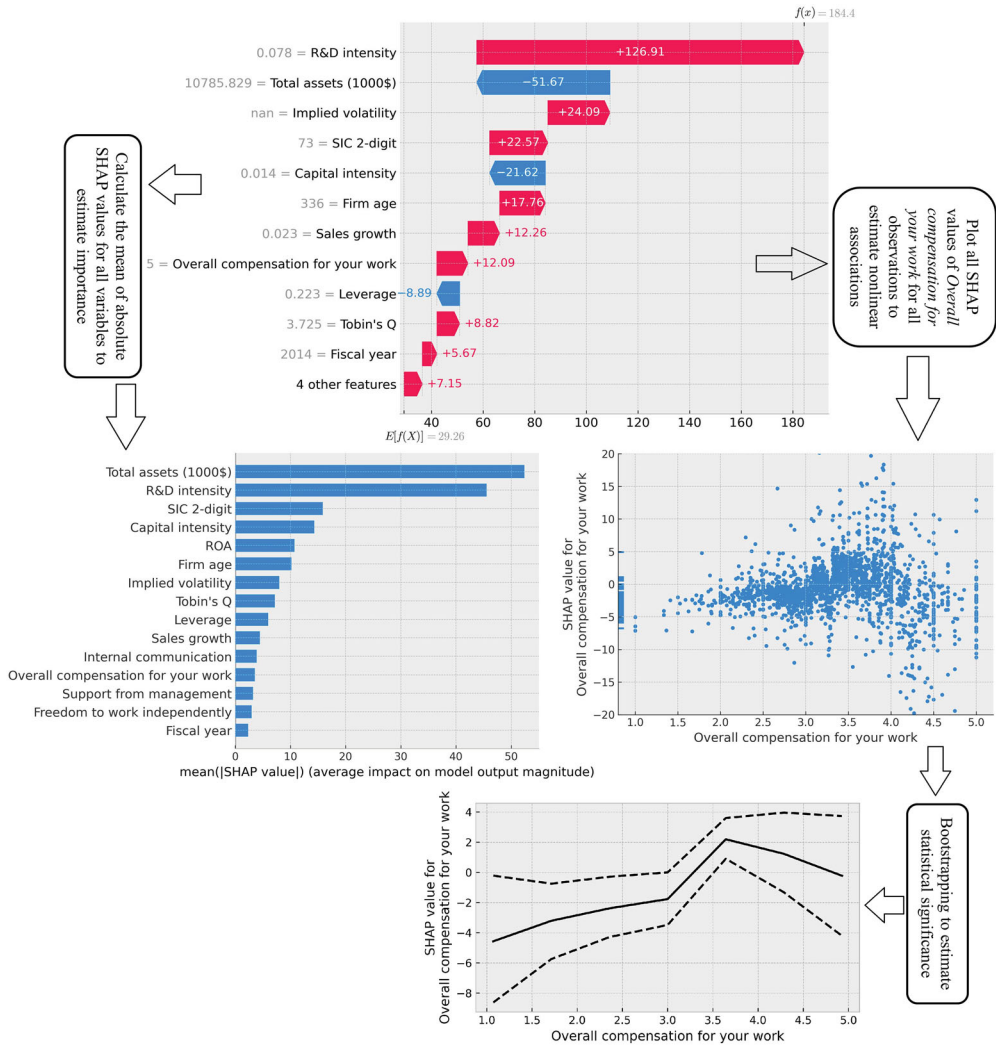 f(x) = 184.4
0.078 = R&D intensity
+126.91
10785.829 = Total assets (1000$)
−51.67
nan = Implied volatility
+24.09
73 = SIC 2-digit
+22.57
0.014 = Capital intensity
−21.62
336 = Firm age
+17.76
0.023 = Sales growth
+12.26
5 = Overall compensation for your work
+12.09
0.223 = Leverage
−8.89
3.725 = Tobin's Q
+8.82
2014 = Fiscal year
+5.67
4 other features
+7.15
40 60 80 100 120 140 160 180
E[f(X)] = 29.26
Calculate the mean of absolute
SHAP values for all variables to
estimate importance
Plot all SHAP
values of Overall
compensation for
your work for all
observations to
estimate nonlinear
associations
Total assets (1000$)
R&D intensity
SIC 2-digit
Capital intensity
ROA
Firm age
Implied volatility
Tobin's Q
Leverage
Sales growth
Internal communication
Overall compensation for your work
Support from management
Freedom to work independently
Fiscal year
0 10 20 30 40 50
mean(|SHAP value|) (average impact on model output magnitude)
SHAP value for
Overall compensation for your work
20
15
10
5
0
−5
−10
−15
−20
1.0 1.5 2.0 2.5 3.0 3.5 4.0 4.5 5.0
Overall compensation for your work
Bootstrapping to estimate
statistical significance
SHAP value for
Overall compensation for your work
4
2
0
−2
−4
−6
−8
1.0 1.5 2.0 2.5 3.0 3.5 4.0 4.5 5.0
Overall compensation for your work